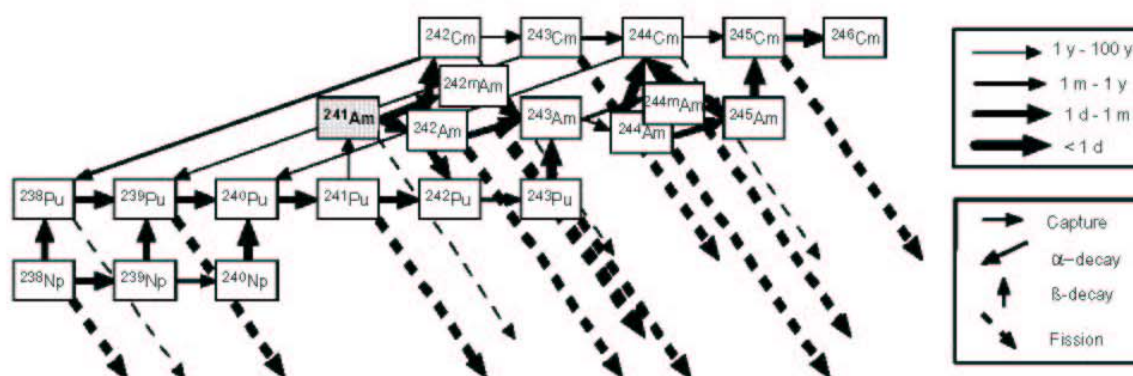 ²⁴²Cm ²⁴³Cm ²⁴⁴Cm ²⁴⁵Cm ²⁴⁶Cm
²⁴²ᵐAm
²⁴¹Am ²⁴²Am ²⁴³Am ²⁴⁴Am ²⁴⁴ᵐAm ²⁴⁵Am
²³⁸Pu ²³⁹Pu ²⁴⁰Pu ²⁴¹Pu ²⁴²Pu ²⁴³Pu
²³⁸Np ²³⁹Np ²⁴⁰Np
1 y - 100 y
1 m - 1 y
1 d - 1 m
< 1 d
Capture
α-decay
ß-decay
Fission